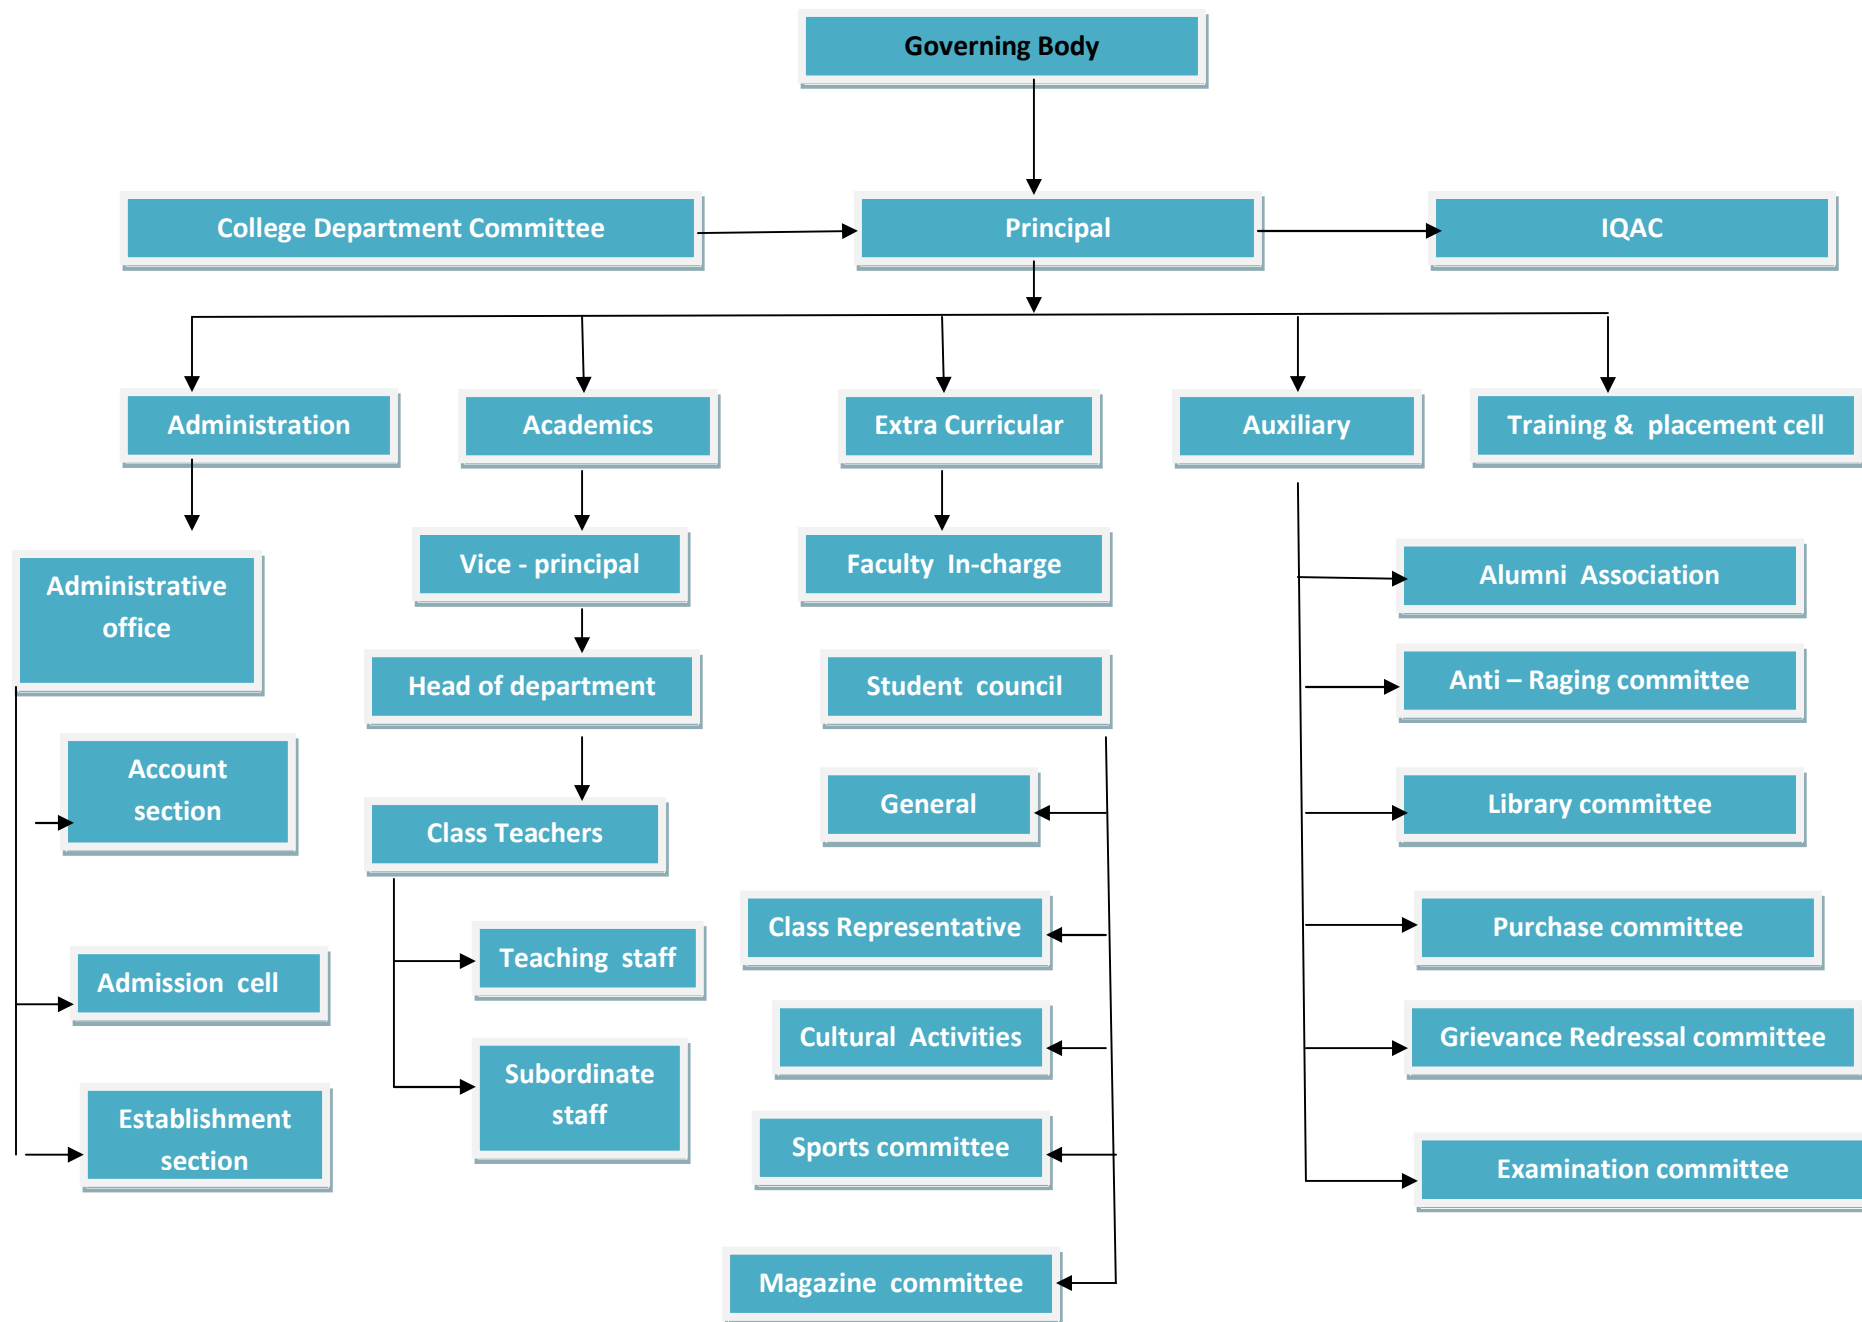 Governing Body
College Department Committee
Principal
IQAC
Administration
Academics
Extra Curricular
Auxiliary
Training & placement cell
Administrative
office
Vice - principal
Faculty In-charge
Alumni Association
Head of department
Student council
Anti – Raging committee
Account
section
Class Teachers
General
Library committee
Class Representative
Purchase committee
Teaching staff
Admission cell
Cultural Activities
Grievance Redressal committee
Subordinate
staff
Establishment
section
Sports committee
Examination committee
Magazine committee